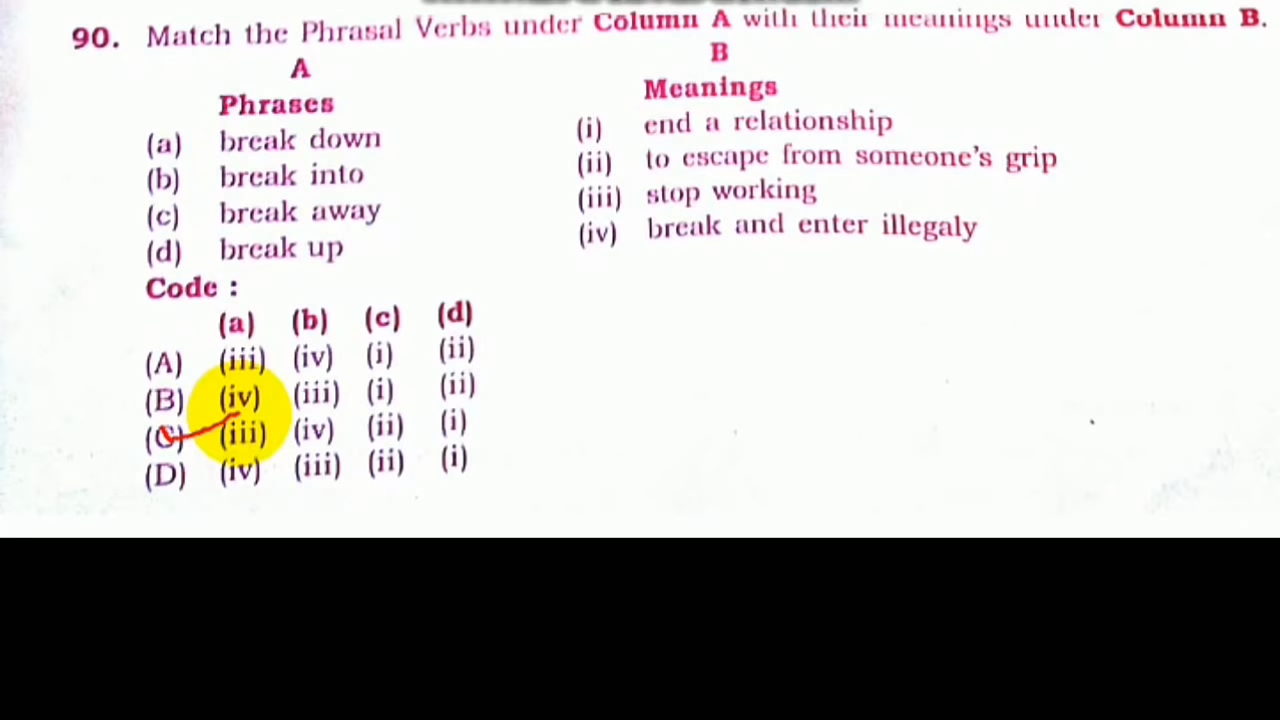 90. Match the Phrasal Verbs under Column A with their meanings under Column B.
A B
Phrases Meanings
(a) break down (i) end a relationship
(b) break into (ii) to escape from someone's grip
(c) break away (iii) stop working
(d) break up (iv) break and enter illegaly
Code :
(a) (b) (c) (d)
(A) (iii) (iv) (i) (ii)
(B) (iv) (iii) (i) (ii)
(C) (iii) (iv) (ii) (i)
(D) (iv) (iii) (ii) (i)